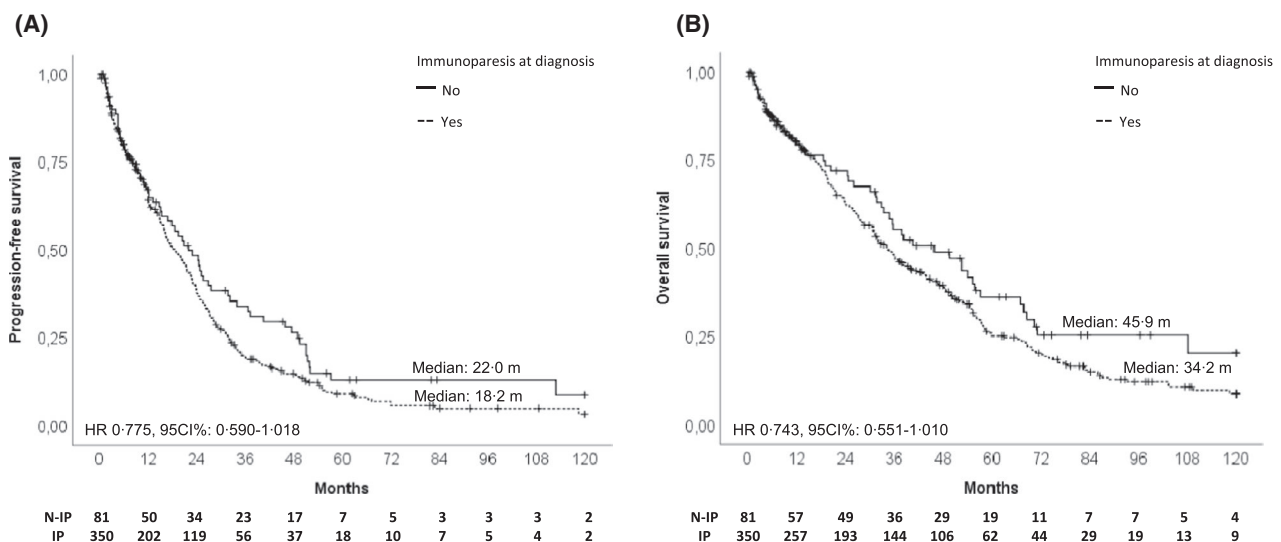 (A)
Immunoparesis at diagnosis
No
Yes
Progression-free survival
1,00
0,75
0,50
0,25
0,00
Median: 22·0 m
Median: 18·2 m
HR 0·775, 95CI%: 0·590-1·018
0 12 24 36 48 60 72 84 96 108 120
Months
N-IP 81 50 34 23 17 7 5 3 3 3 2
IP 350 202 119 56 37 18 10 7 5 4 2
(B)
Immunoparesis at diagnosis
No
Yes
Overall survival
1,00
0,75
0,50
0,25
0,00
Median: 45·9 m
Median: 34·2 m
HR 0·743, 95CI%: 0·551-1·010
0 12 24 36 48 60 72 84 96 108 120
Months
N-IP 81 57 49 36 29 19 11 7 7 5 4
IP 350 257 193 144 106 62 44 29 19 13 9